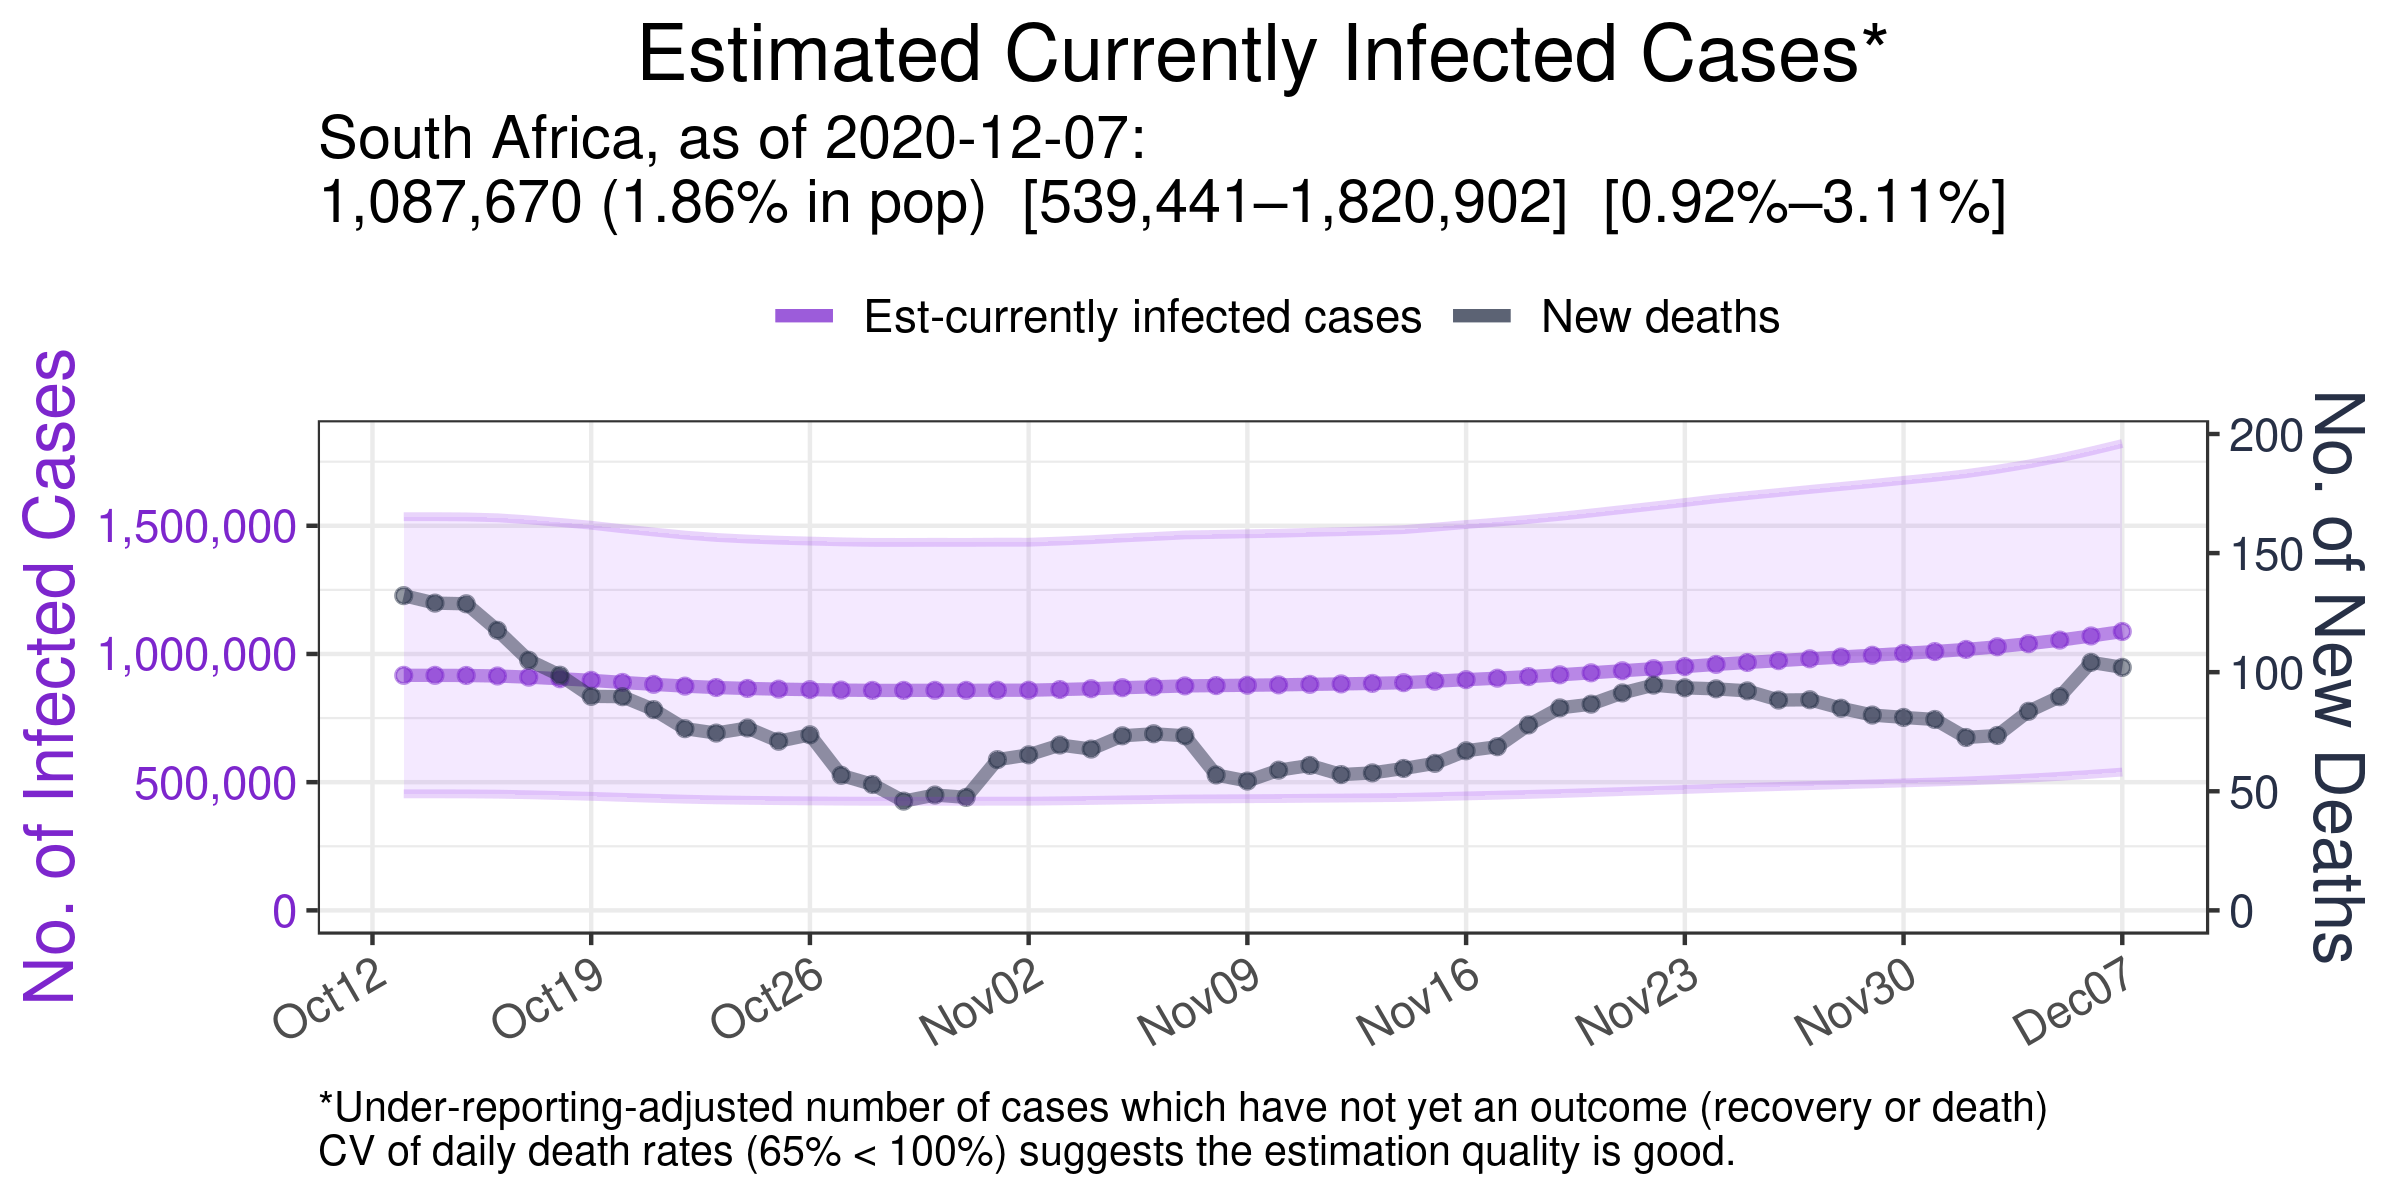 Estimated Currently Infected Cases*
South Africa, as of 2020-12-07:
1,087,670 (1.86% in pop)  [539,441–1,820,902]  [0.92%–3.11%]
Est-currently infected cases
New deaths
No. of Infected Cases
1,500,000
1,000,000
500,000
0
200
150
100
50
0
No. of New Deaths
Oct12
Oct19
Oct26
Nov02
Nov09
Nov16
Nov23
Nov30
Dec07
*Under-reporting-adjusted number of cases which have not yet an outcome (recovery or death)
CV of daily death rates (65% < 100%) suggests the estimation quality is good.